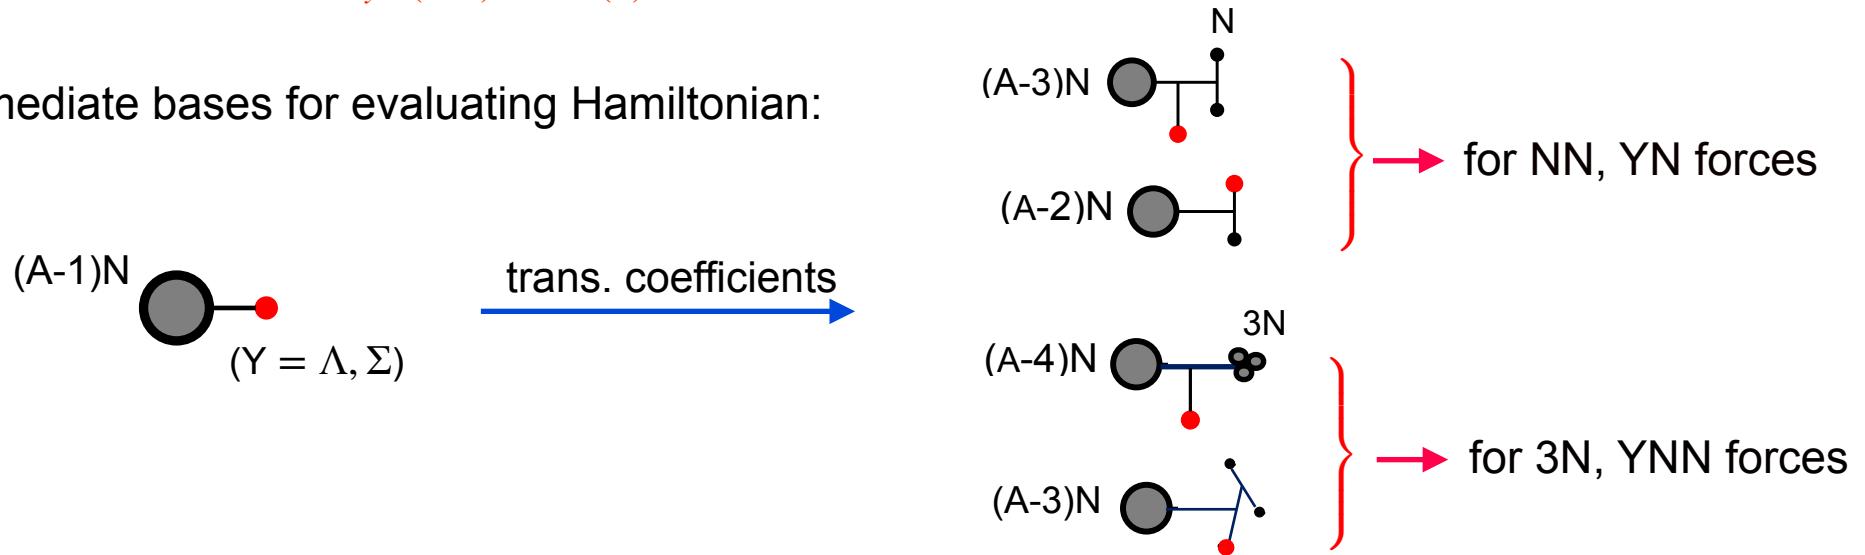 mediate bases for evaluating Hamiltonian:
N
(A-3)N
for NN, YN forces
(A-2)N
(A-1)N
trans. coefficients
(Y = Λ, Σ)
3N
(A-4)N
for 3N, YNN forces
(A-3)N